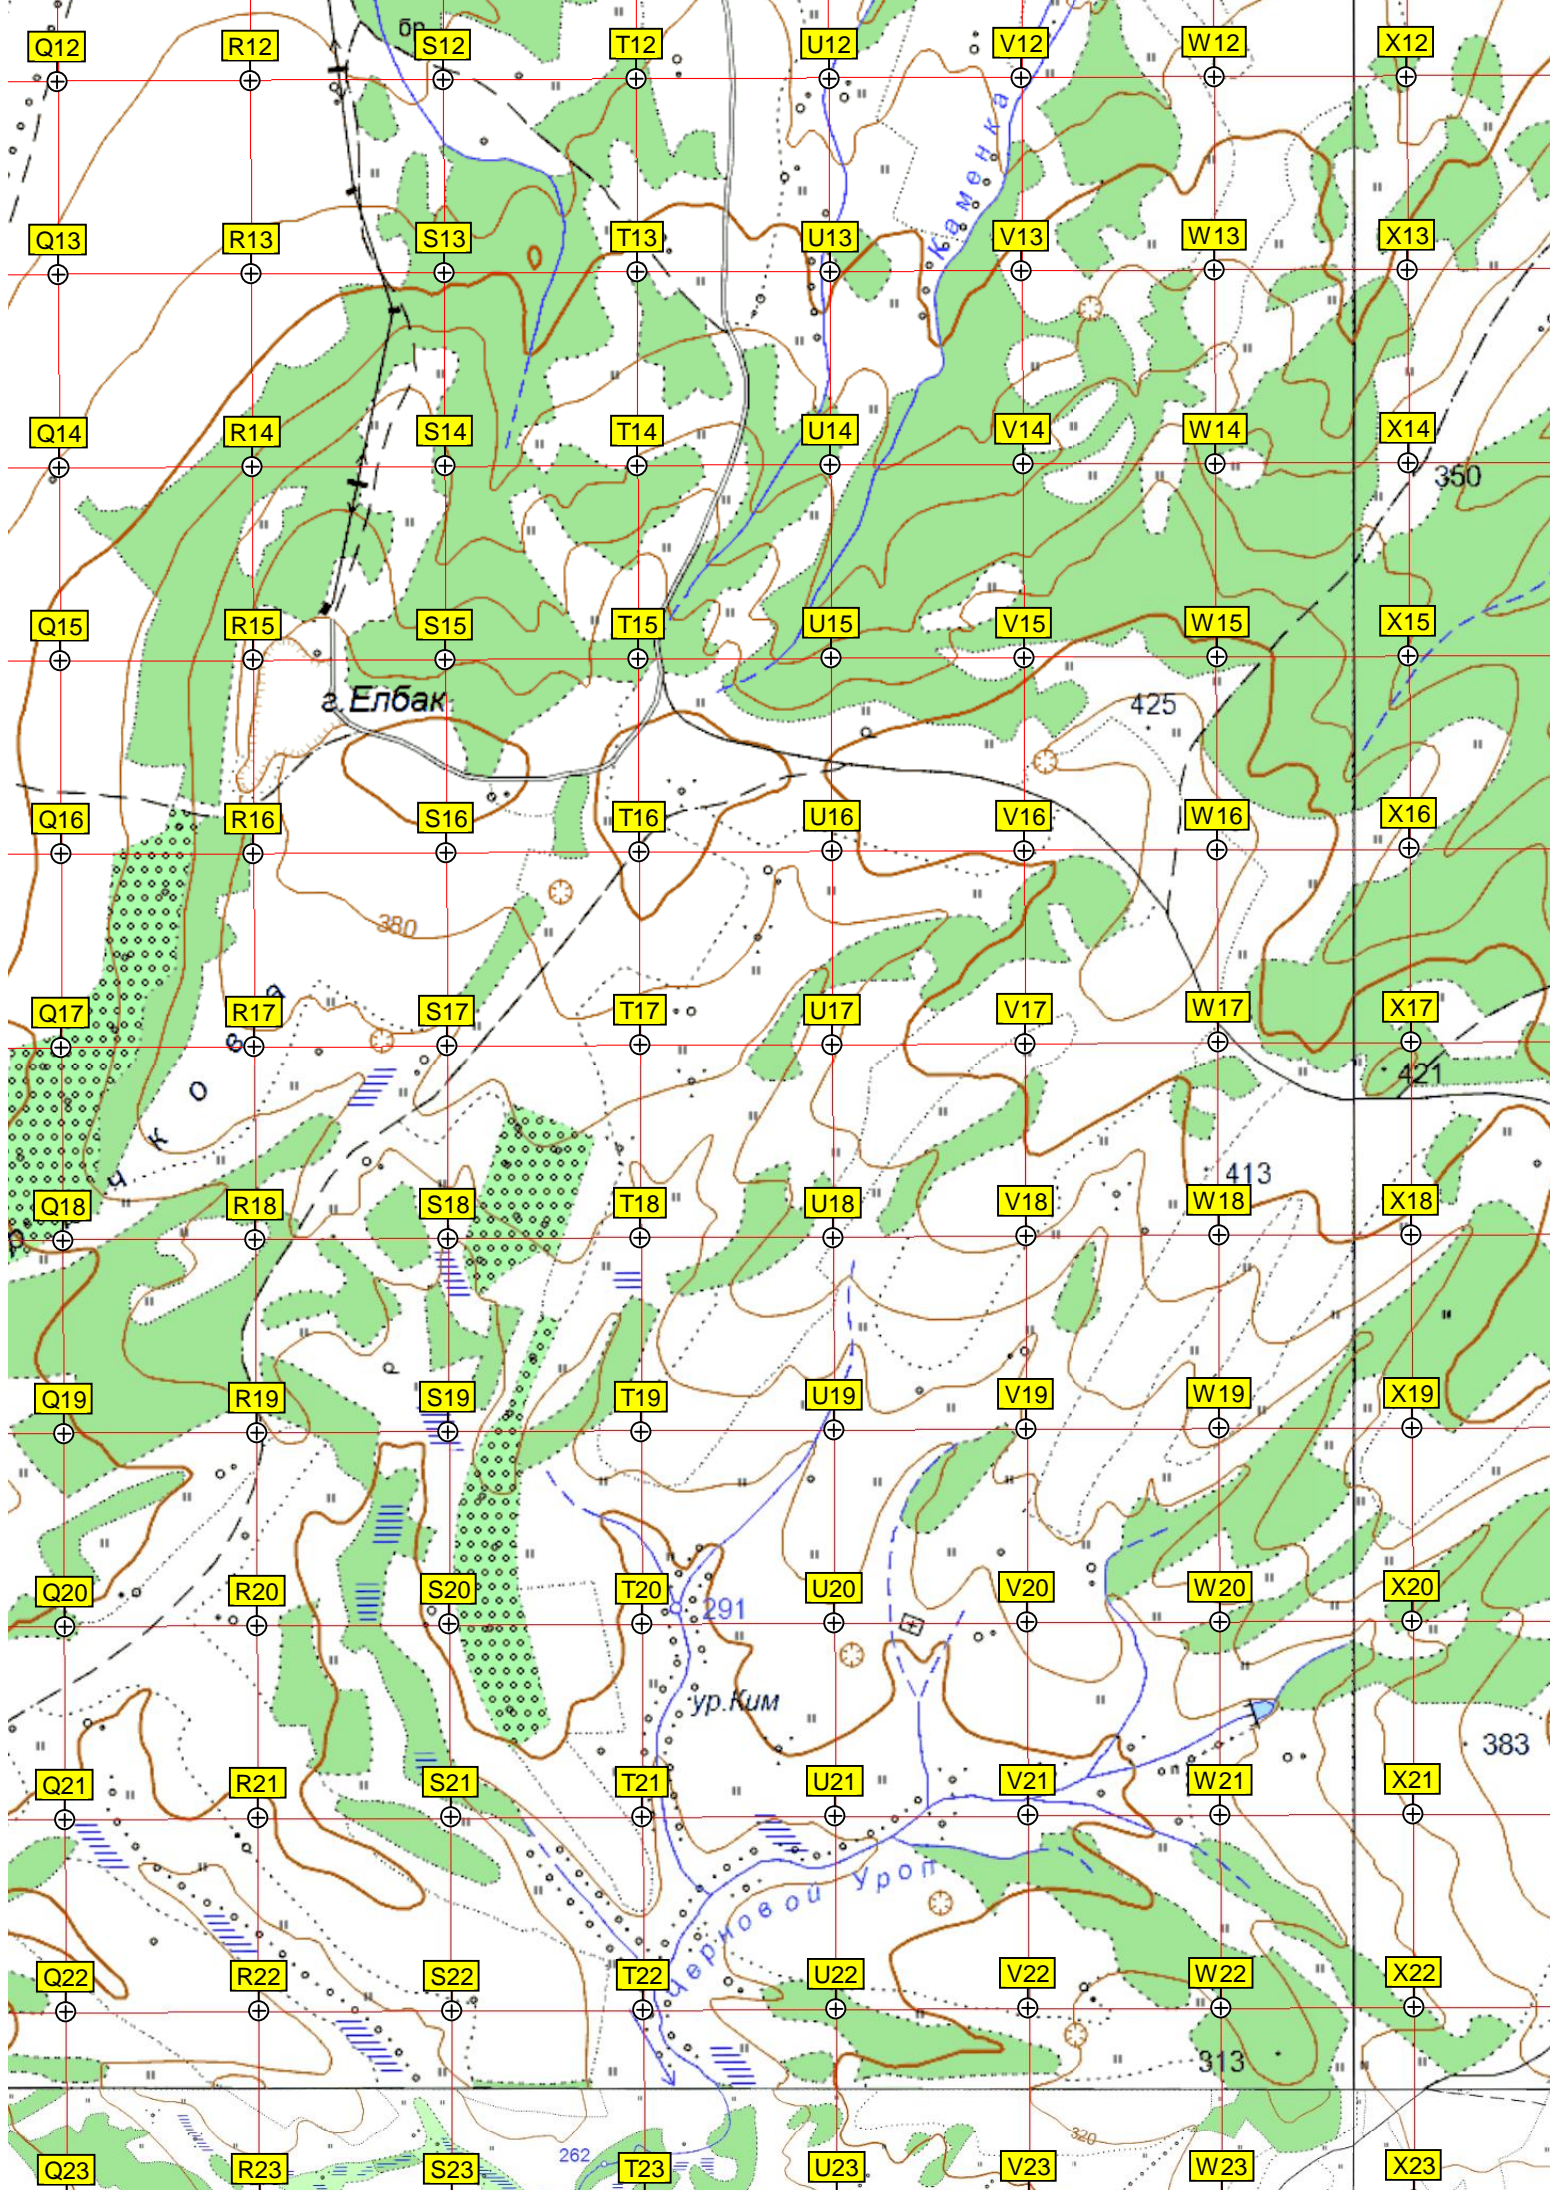 бр
Q12 R12 S12 T12 U12 V12 W12 X12
Каменка
Q13 R13 S13 T13 U13 V13 W13 X13
Q14 R14 S14 T14 U14 V14 W14 X14
350
Q15 R15 S15 T15 U15 V15 W15 X15
г.Елбак
425
Q16 R16 S16 T16 U16 V16 W16 X16
380
Q17 R17 S17 T17 U17 V17 W17 X17
421
413
Q18 R18 S18 T18 U18 V18 W18 X18
Q19 R19 S19 T19 U19 V19 W19 X19
Q20 R20 S20 T20 U20 V20 W20 X20
291
ур.Ким
383
Q21 R21 S21 T21 U21 V21 W21 X21
Черновой Уроп
Q22 R22 S22 T22 U22 V22 W22 X22
313
320
262
Q23 R23 S23 T23 U23 V23 W23 X23